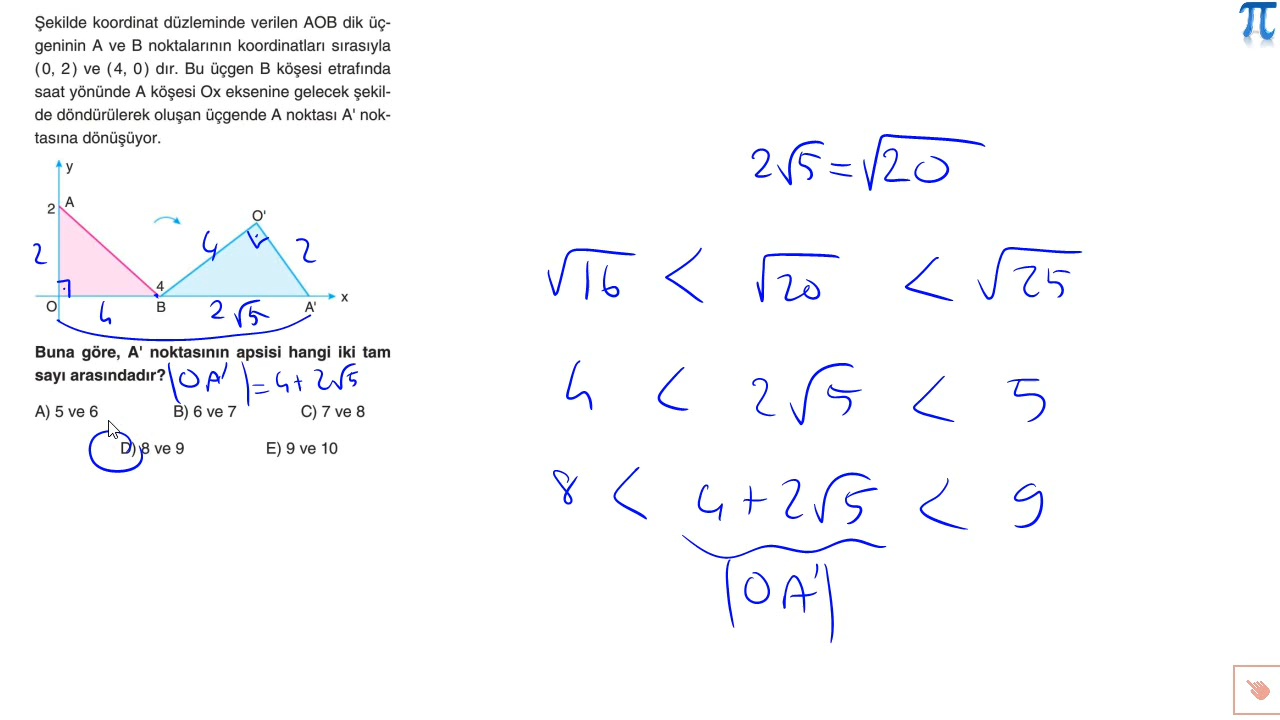 Şekilde koordinat düzleminde verilen AOB dik üç-
geninin A ve B noktalarının koordinatları sırasıyla
(0, 2) ve (4, 0) dır. Bu üçgen B köşesi etrafında
saat yönünde A köşesi Ox eksenine gelecek şekil-
de döndürülerek oluşan üçgende A noktası A' nok-
tasına dönüşüyor.
y
2 A
O'
2
4
2
4
O
4
B
2√5
A'
x
Buna göre, A' noktasının apsisi hangi iki tam
sayı arasındadır? |OA'| = 4+2√5
A) 5 ve 6 B) 6 ve 7 C) 7 ve 8
D) 8 ve 9 E) 9 ve 10
π
2√5 = √20
√16 < √20 < √25
4 < 2√5 < 5
8 < 4+2√5 < 9
|OA'|